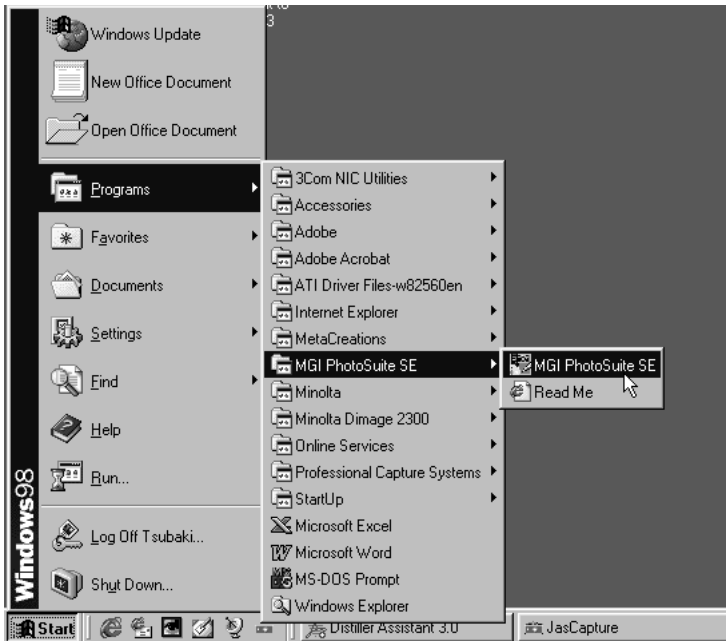 3
Windows Update
New Office Document
Open Office Document
Programs
Favorites
Documents
Settings
Find
Help
Run...
Log Off Tsubaki...
Shut Down...
Windows98
3Com NIC Utilities
Accessories
Adobe
Adobe Acrobat
ATI Driver Files-w82560en
Internet Explorer
MetaCreations
MGI PhotoSuite SE
Minolta
Minolta Dimage 2300
Online Services
Professional Capture Systems
StartUp
Microsoft Excel
Microsoft Word
MS-DOS Prompt
Windows Explorer
MGI PhotoSuite SE
Read Me
Start
Distiller Assistant 3.0
JasCapture